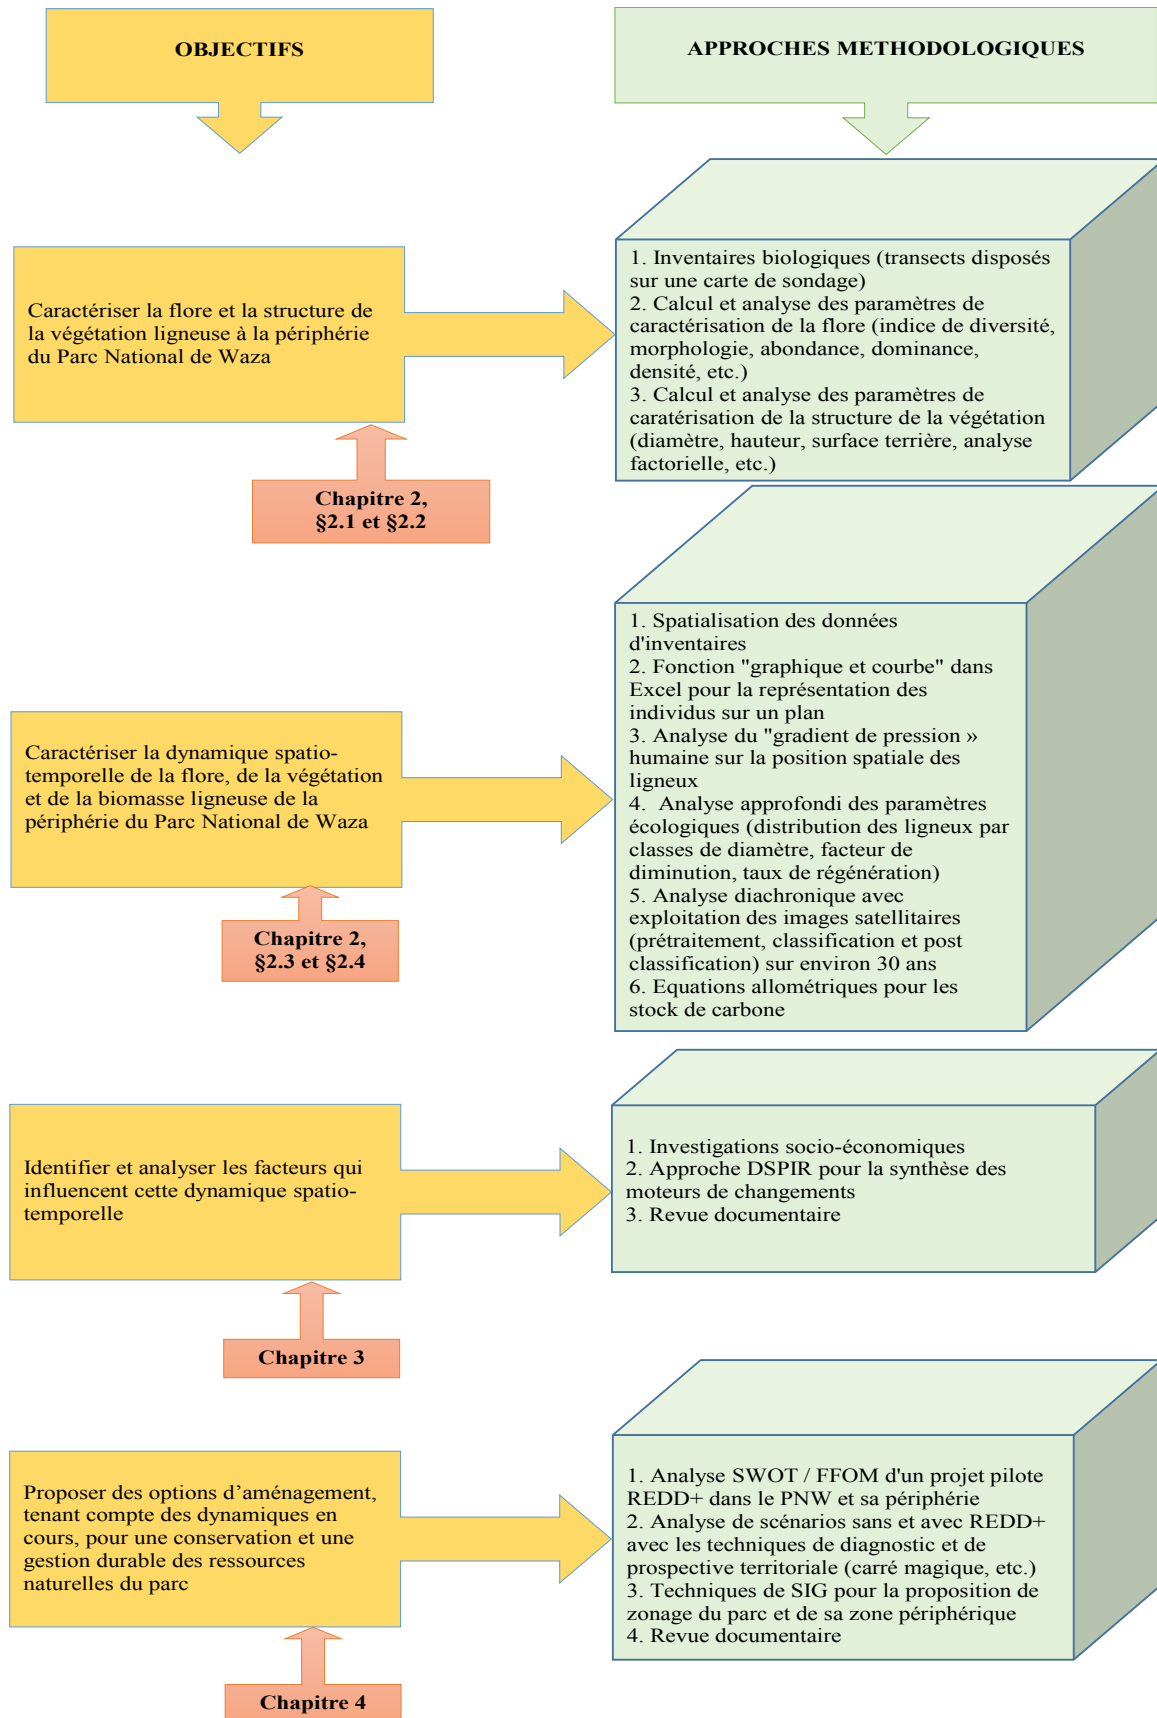 OBJECTIFS
APPROCHES METHODOLOGIQUES
Caractériser la flore et la structure de
la végétation ligneuse à la périphérie
du Parc National de Waza
1. Inventaires biologiques (transects disposés
sur une carte de sondage)
2. Calcul et analyse des paramètres de
caractérisation de la flore (indice de diversité,
morphologie, abondance, dominance,
densité, etc.)
3. Calcul et analyse des paramètres de
caratérisation de la structure de la végétation
(diamètre, hauteur, surface terrière, analyse
factorielle, etc.)
Chapitre 2,
§2.1 et §2.2
Caractériser la dynamique spatio-
temporelle de la flore, de la végétation
et de la biomasse ligneuse de la
périphérie du Parc National de Waza
1. Spatialisation des données
d'inventaires
2. Fonction "graphique et courbe" dans
Excel pour la représentation des
individus sur un plan
3. Analyse du "gradient de pression »
humaine sur la position spatiale des
ligneux
4. Analyse approfondi des paramètres
écologiques (distribution des ligneux par
classes de diamètre, facteur de
diminution, taux de régénération)
5. Analyse diachronique avec
exploitation des images satellitaires
(prétraitement, classification et post
classification) sur environ 30 ans
6. Equations allométriques pour les
stock de carbone
Chapitre 2,
§2.3 et §2.4
Identifier et analyser les facteurs qui
influencent cette dynamique spatio-
temporelle
1. Investigations socio-économiques
2. Approche DSPIR pour la synthèse des
moteurs de changements
3. Revue documentaire
Chapitre 3
Proposer des options d’aménagement,
tenant compte des dynamiques en
cours, pour une conservation et une
gestion durable des ressources
naturelles du parc
1. Analyse SWOT / FFOM d'un projet pilote
REDD+ dans le PNW et sa périphérie
2. Analyse de scénarios sans et avec REDD+
avec les techniques de diagnostic et de
prospective territoriale (carré magique, etc.)
3. Techniques de SIG pour la proposition de
zonage du parc et de sa zone périphérique
4. Revue documentaire
Chapitre 4